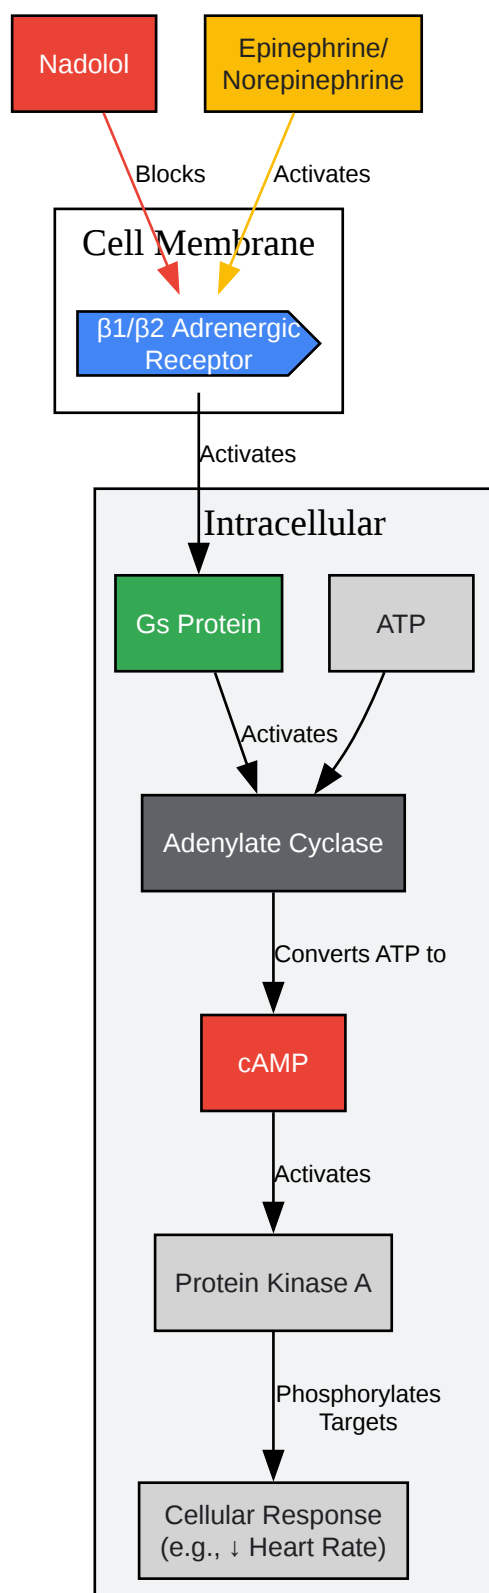 Nadolol
Epinephrine/
Norepinephrine
Blocks
Activates
Cell Membrane
β1/β2 Adrenergic
Receptor
Activates
Intracellular
Gs Protein
ATP
Activates
Adenylate Cyclase
Converts ATP to
cAMP
Activates
Protein Kinase A
Phosphorylates
Targets
Cellular Response
(e.g., ↓ Heart Rate)